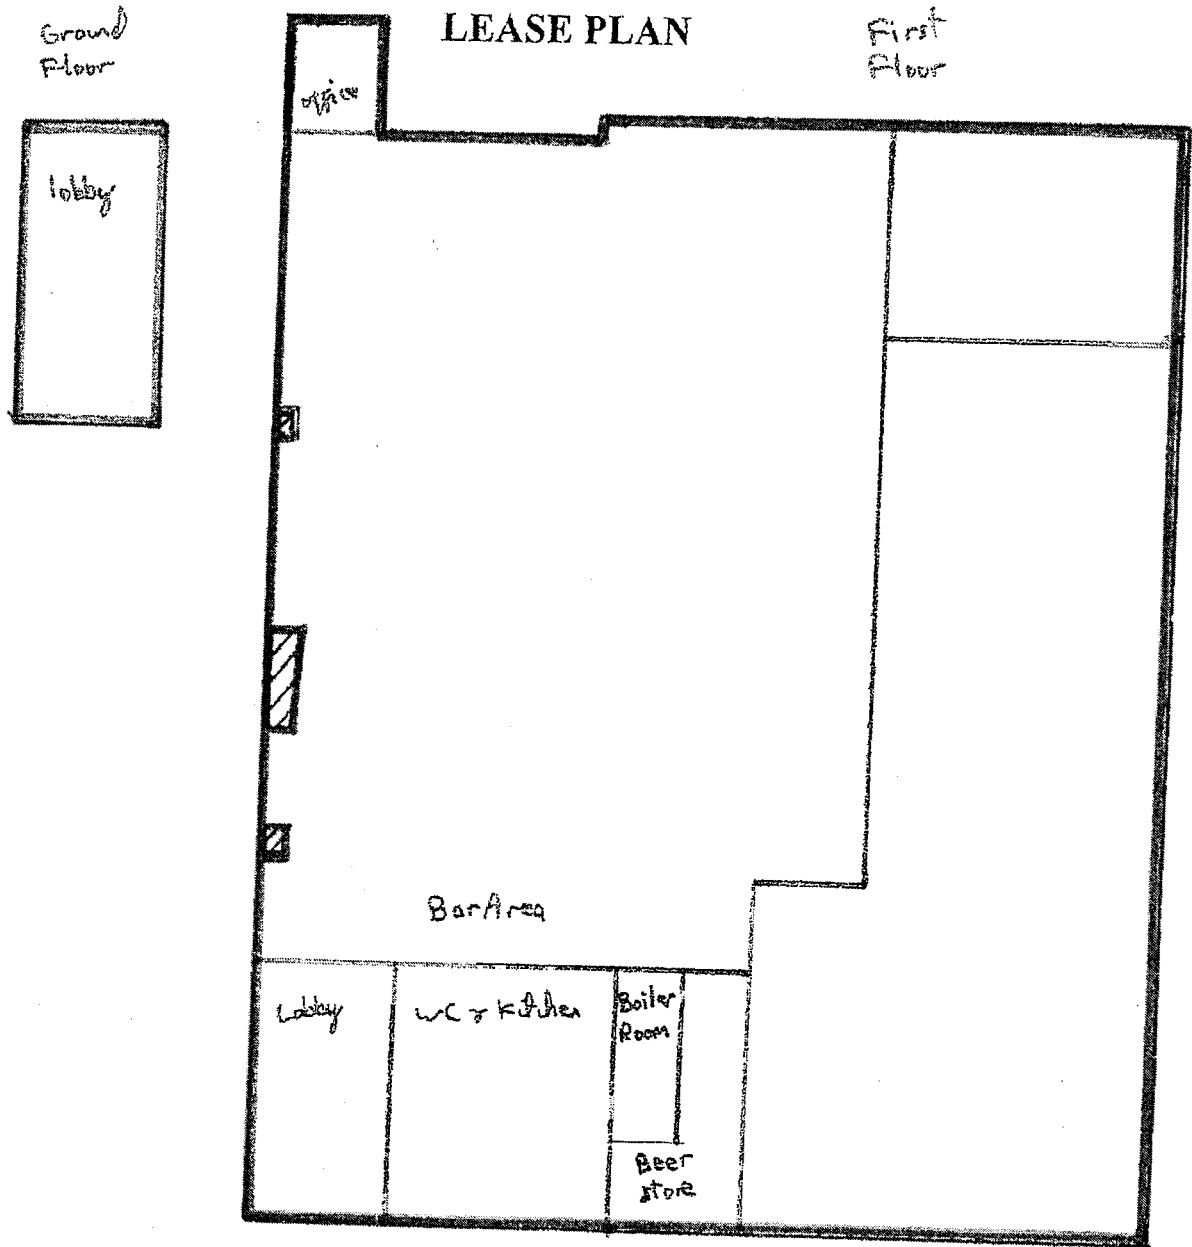 LEASE PLAN
Ground
Floor
First
Floor
office
lobby
Bar Area
Lobby
WC & Kitchen
Boiler
Room
Beer
store